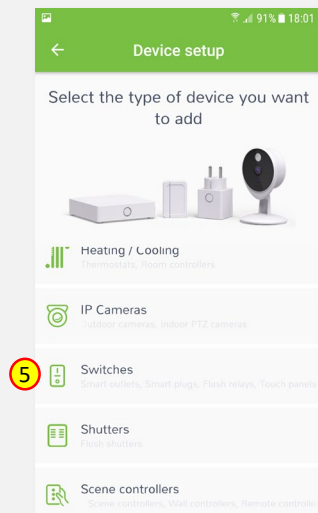 91% 18:01
Device setup
Select the type of device you want
to add
Heating / Cooling
Thermostats, Room controllers
IP Cameras
Outdoor cameras, Indoor PTZ cameras
5
Switches
Smart outlets, Smart plugs, Flush relays, Touch panels
Shutters
Flush shutters
Scene controllers
Scene controllers, Wall controllers, Remote controlle